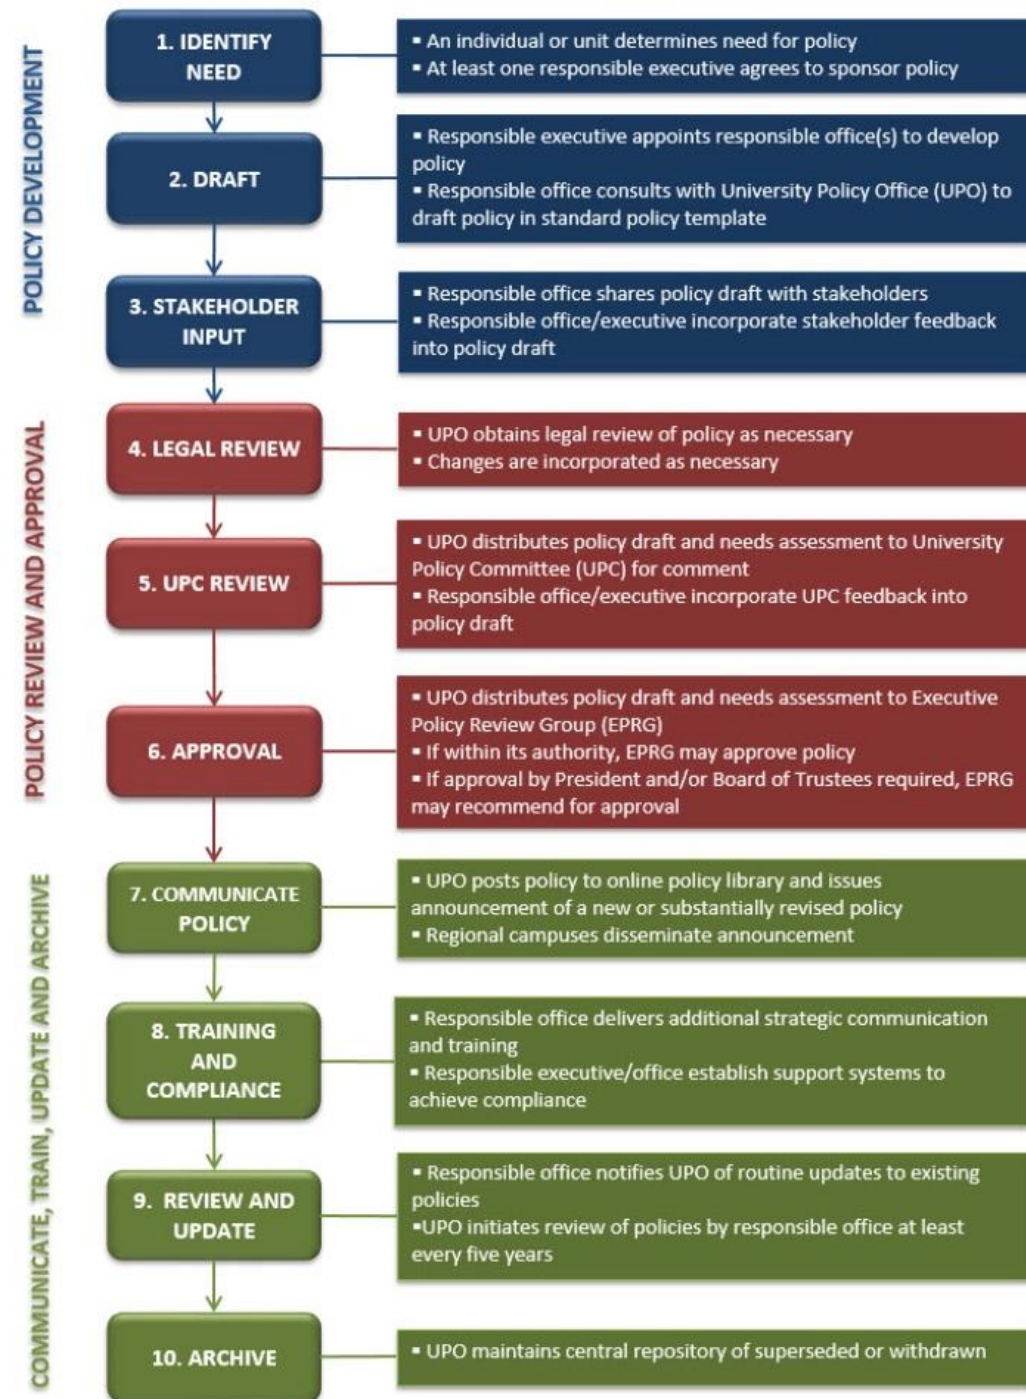 POLICY DEVELOPMENT
1. IDENTIFY
NEED
▪ An individual or unit determines need for policy
▪ At least one responsible executive agrees to sponsor policy
2. DRAFT
▪ Responsible executive appoints responsible office(s) to develop
policy
▪ Responsible office consults with University Policy Office (UPO) to
draft policy in standard policy template
3. STAKEHOLDER
INPUT
▪ Responsible office shares policy draft with stakeholders
▪ Responsible office/executive incorporate stakeholder feedback
into policy draft
POLICY REVIEW AND APPROVAL
4. LEGAL REVIEW
▪ UPO obtains legal review of policy as necessary
▪ Changes are incorporated as necessary
5. UPC REVIEW
▪ UPO distributes policy draft and needs assessment to University
Policy Committee (UPC) for comment
▪ Responsible office/executive incorporate UPC feedback into
policy draft
6. APPROVAL
▪ UPO distributes policy draft and needs assessment to Executive
Policy Review Group (EPRG)
▪ If within its authority, EPRG may approve policy
▪ If approval by President and/or Board of Trustees required, EPRG
may recommend for approval
COMMUNICATE, TRAIN, UPDATE AND ARCHIVE
7. COMMUNICATE
POLICY
▪ UPO posts policy to online policy library and issues
announcement of a new or substantially revised policy
▪ Regional campuses disseminate announcement
8. TRAINING
AND
COMPLIANCE
▪ Responsible office delivers additional strategic communication
and training
▪ Responsible executive/office establish support systems to
achieve compliance
9. REVIEW AND
UPDATE
▪ Responsible office notifies UPO of routine updates to existing
policies
▪UPO initiates review of policies by responsible office at least
every five years
10. ARCHIVE
▪ UPO maintains central repository of superseded or withdrawn